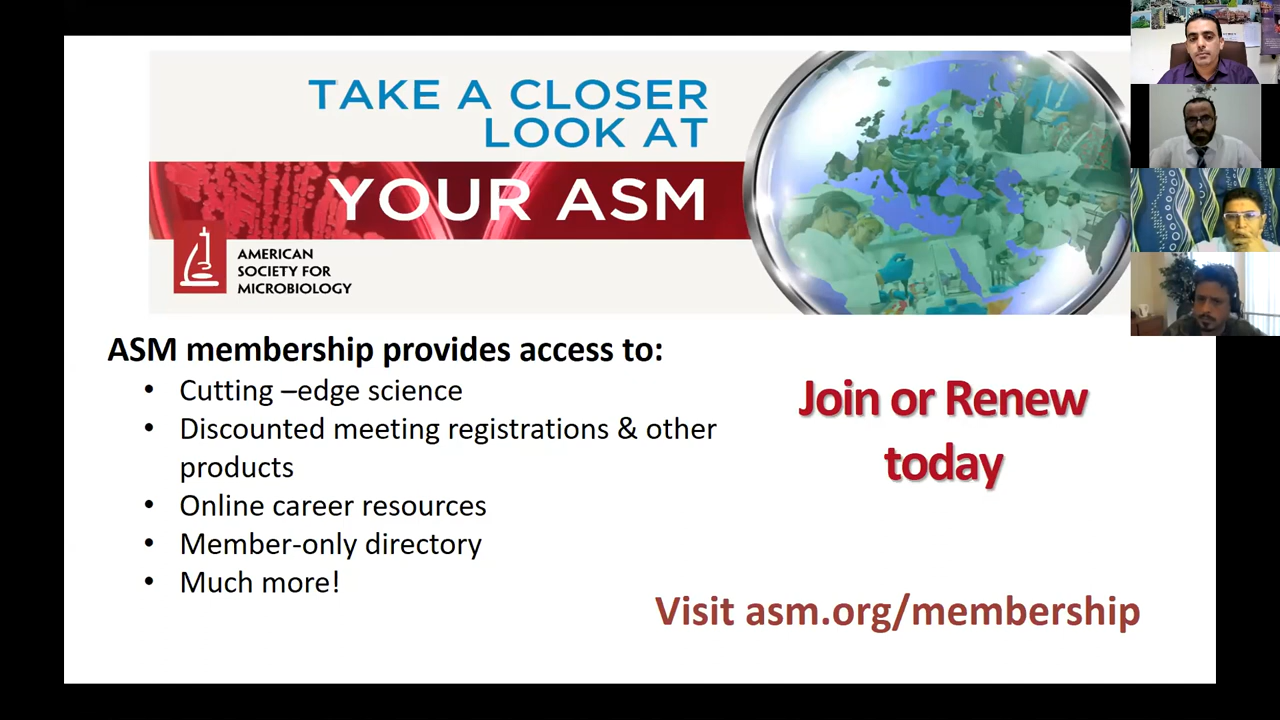 TAKE A CLOSER
LOOK AT
YOUR ASM
AMERICAN
SOCIETY FOR
MICROBIOLOGY
ASM membership provides access to:
• Cutting –edge science
• Discounted meeting registrations & other
products
• Online career resources
• Member-only directory
• Much more!
Join or Renew
today
Visit asm.org/membership